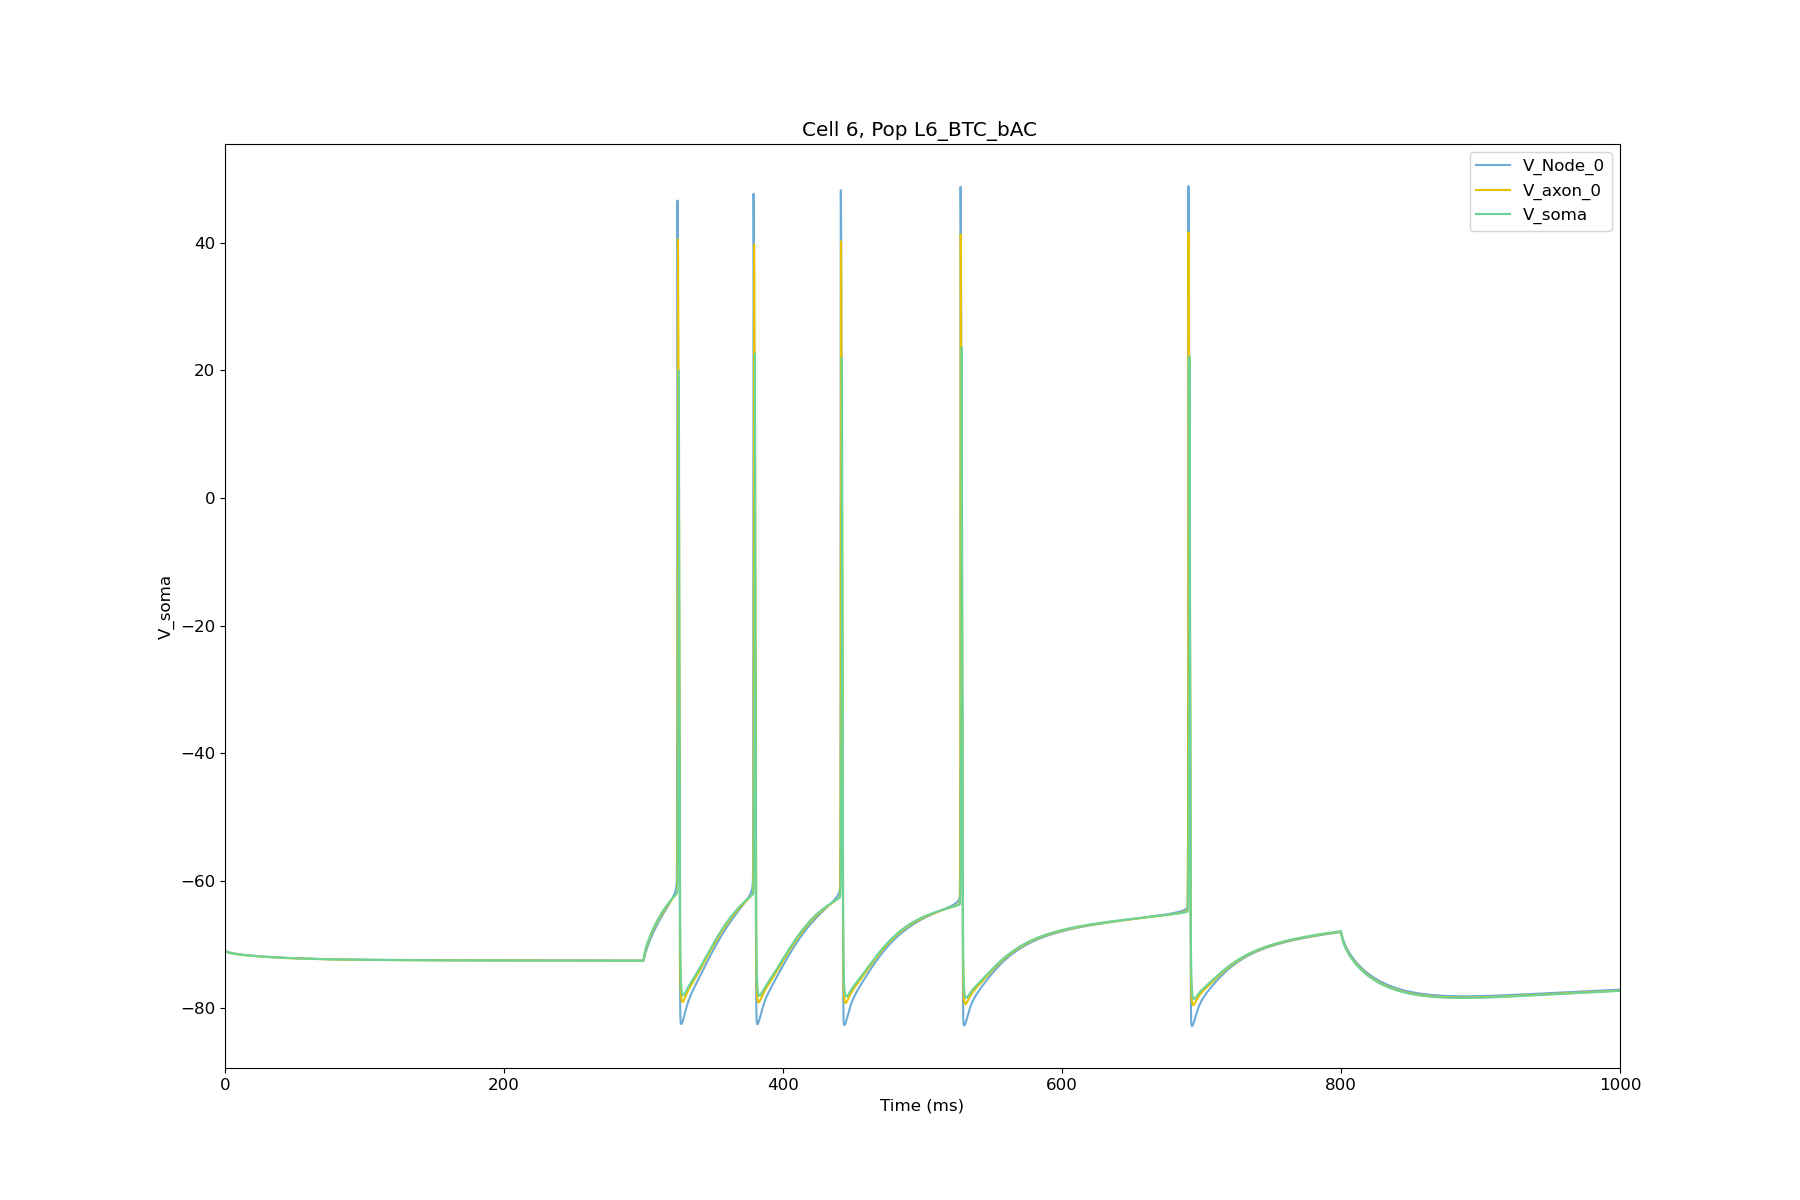 Cell 6, Pop L6_BTC_bAC
V_Node_0
V_axon_0
V_soma
40
20
0
−20
−40
−60
−80
V_soma
0 200 400 600 800 1000
Time (ms)